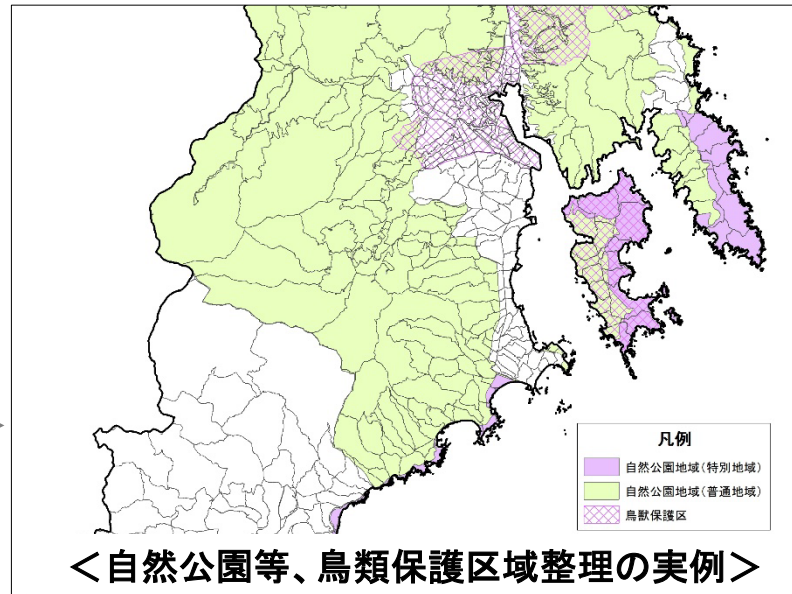 凡例
自然公園地域(特別地域)
自然公園地域(普通地域)
鳥獣保護区
＜自然公園等、鳥類保護区域整理の実例＞